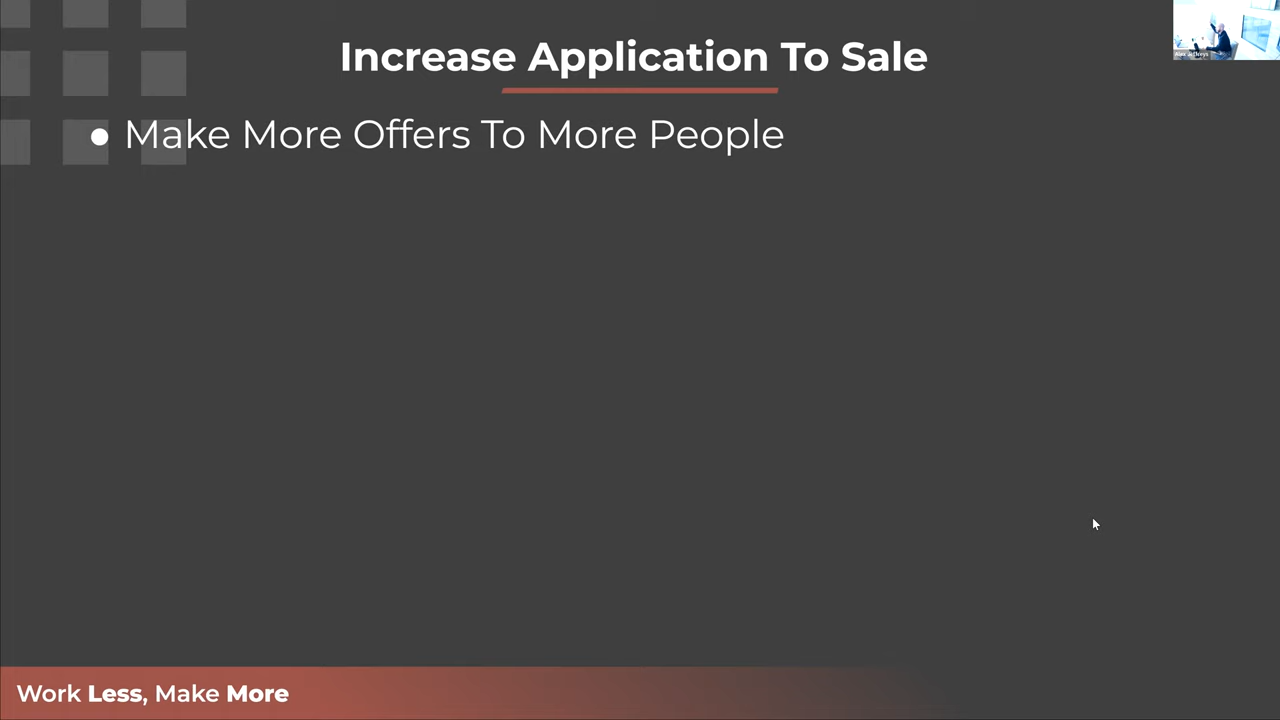 Increase Application To Sale
● Make More Offers To More People
Work Less, Make More